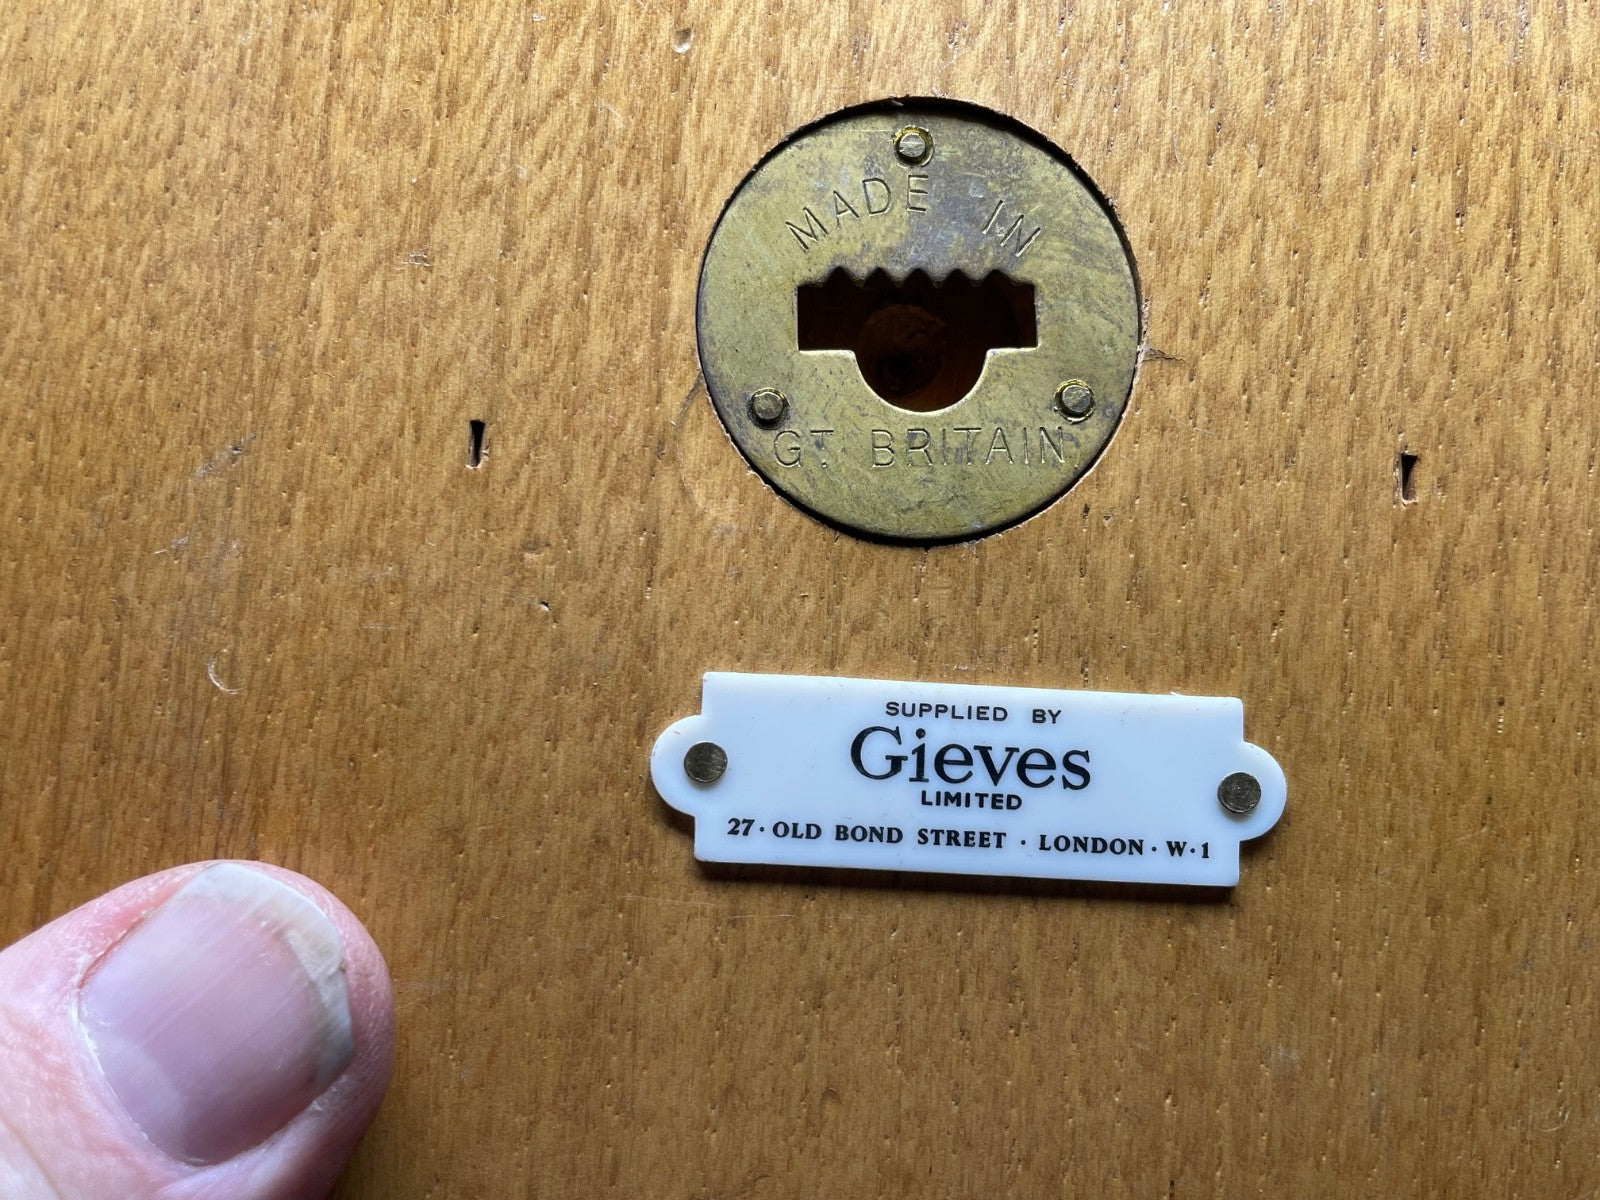 MADE IN
GT. BRITAIN
SUPPLIED BY
Gieves
LIMITED
27 · OLD BOND STREET · LONDON · W · 1